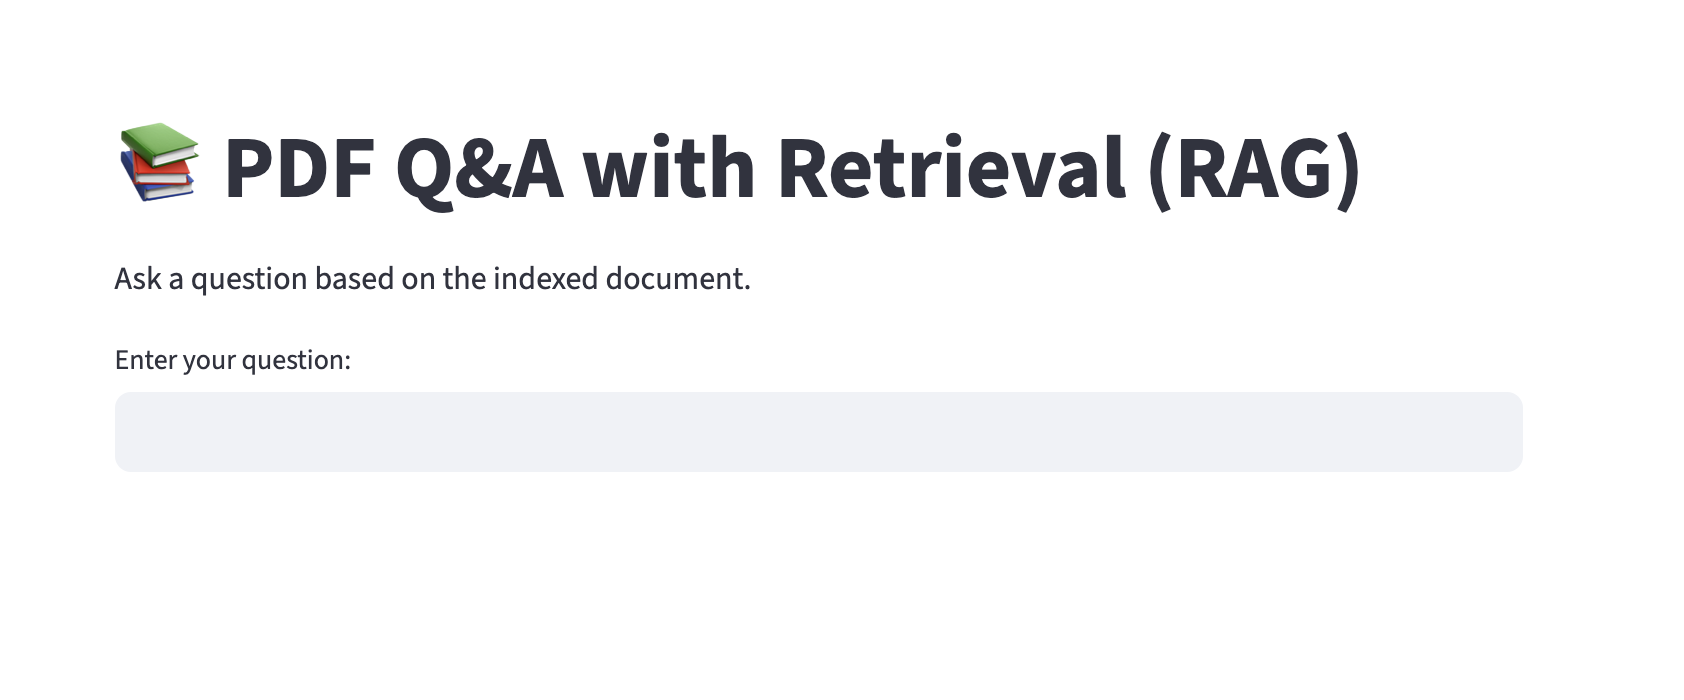 📚 PDF Q&A with Retrieval (RAG)
Ask a question based on the indexed document.
Enter your question: